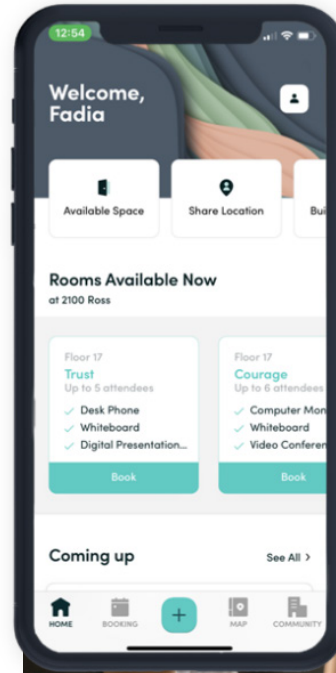 12:54
Welcome,
Fadia
Available Space
Share Location
Bui
Rooms Available Now
at 2100 Ross
Floor 17
Trust
Up to 5 attendees
Desk Phone
Whiteboard
Digital Presentation...
Book
Floor 17
Courage
Up to 6 attendees
Computer Mon
Whiteboard
Video Conferen
Book
Coming up
See All >
HOME
BOOKING
+
MAP
COMMUNITY